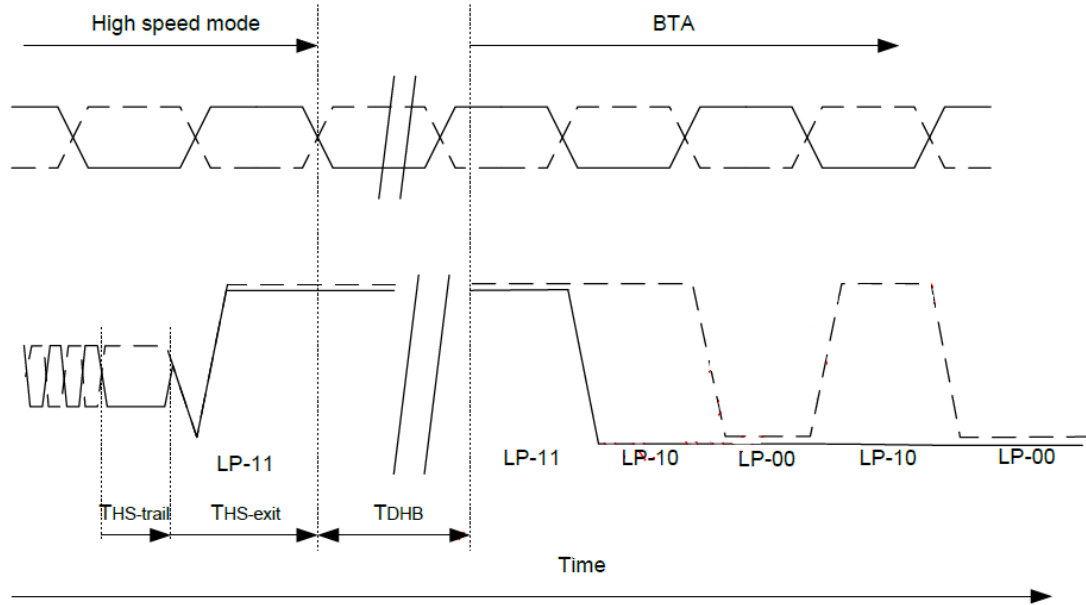 High speed mode
BTA
LP-11
LP-11
LP-10
LP-00
LP-10
LP-00
THS-trail
THS-exit
TDHB
Time